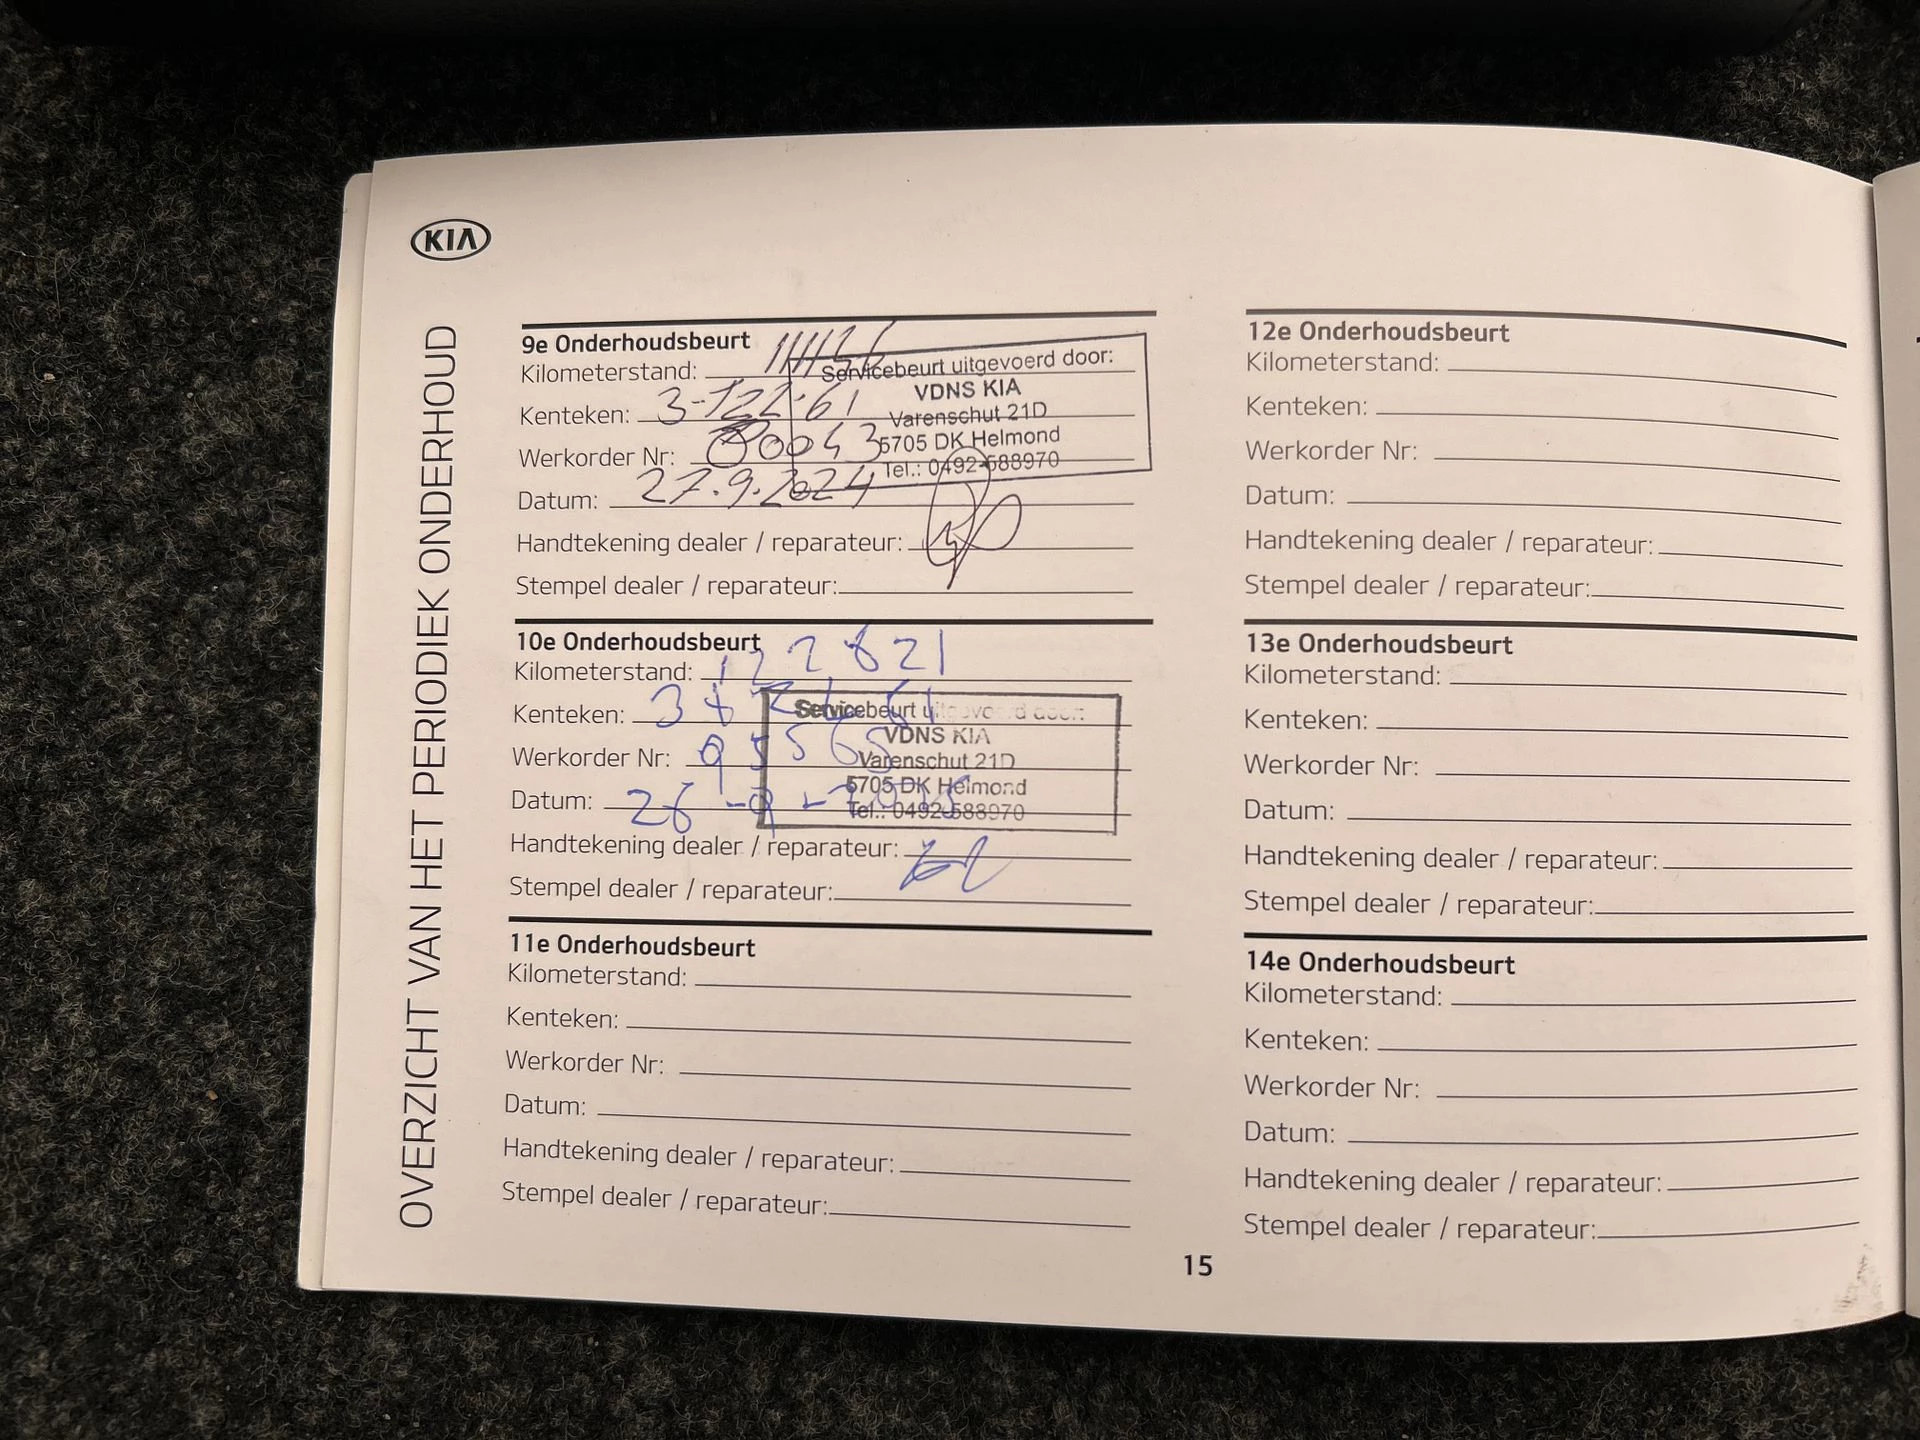 KIA
OVERZICHT VAN HET PERIODIEK ONDERHOUD
9e Onderhoudsbeurt
Kilometerstand:
Kenteken:
Werkorder Nr:
Datum: 27.9.2024
Handtekening dealer / reparateur:
Stempel dealer / reparateur:
Servicebeurt uitgevoerd door:
VDNS KIA
Varenschut 21D
5705 DK Helmond
Tel.: 0492-588970
10e Onderhoudsbeurt
Kilometerstand: 122821
Kenteken:
Werkorder Nr: 95565
Datum:
Handtekening dealer / reparateur:
Stempel dealer / reparateur:
Servicebeurt uitgevoerd door:
VDNS KIA
Varenschut 21D
5705 DK Helmond
Tel.: 0492-588970
11e Onderhoudsbeurt
Kilometerstand:
Kenteken:
Werkorder Nr:
Datum:
Handtekening dealer / reparateur:
Stempel dealer / reparateur:
12e Onderhoudsbeurt
Kilometerstand:
Kenteken:
Werkorder Nr:
Datum:
Handtekening dealer / reparateur:
Stempel dealer / reparateur:
13e Onderhoudsbeurt
Kilometerstand:
Kenteken:
Werkorder Nr:
Datum:
Handtekening dealer / reparateur:
Stempel dealer / reparateur:
14e Onderhoudsbeurt
Kilometerstand:
Kenteken:
Werkorder Nr:
Datum:
Handtekening dealer / reparateur:
Stempel dealer / reparateur:
15